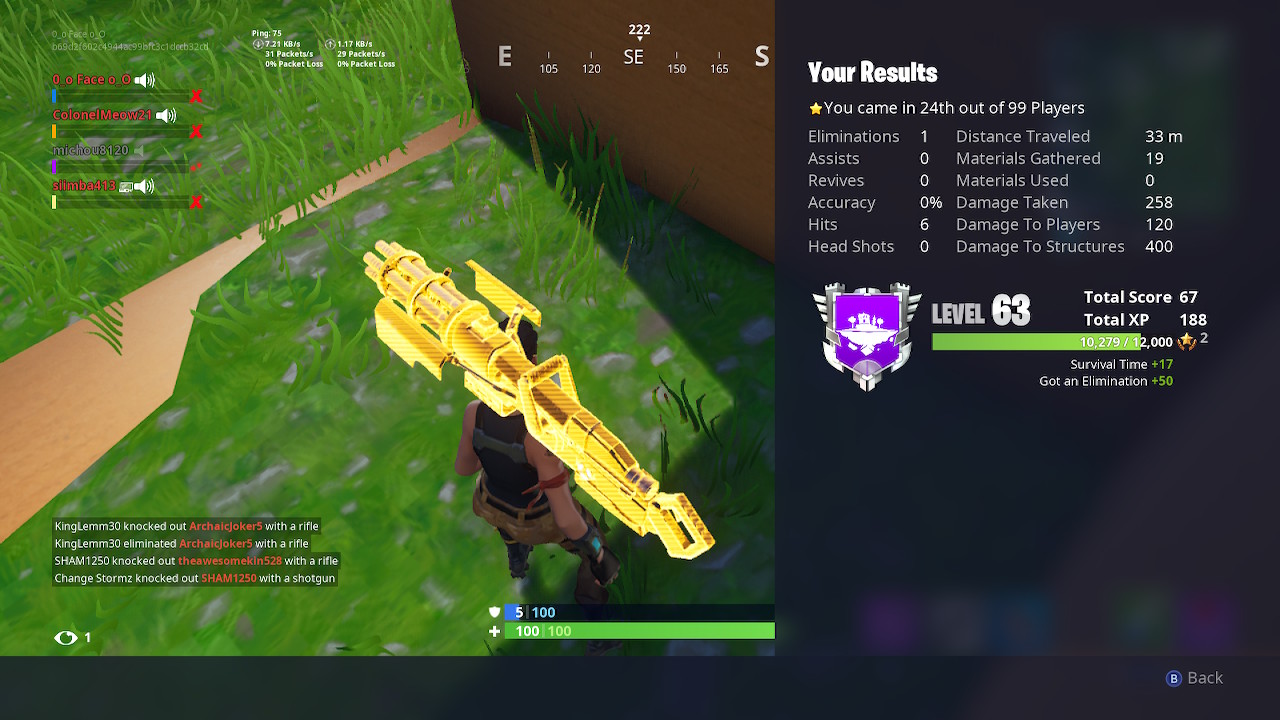 0_o Face o_O
Ping: 75
7.21 KB/s 1.17 KB/s
31 Packets/s 29 Packets/s
0% Packet Loss 0% Packet Loss
222
E 105 120 SE 150 165 S
0_o Face o_O
ColonelMeow21
michou8120
siimba413
KingLemm30 knocked out ArchaicJoker5 with a rifle
KingLemm30 eliminated ArchaicJoker5 with a rifle
SHAM1250 knocked out theawesomekin528 with a rifle
Change Stormz knocked out SHAM1250 with a shotgun
1
5 | 100
100 | 100
Your Results
You came in 24th out of 99 Players
Eliminations 1 Distance Traveled 33 m
Assists 0 Materials Gathered 19
Revives 0 Materials Used 0
Accuracy 0% Damage Taken 258
Hits 6 Damage To Players 120
Head Shots 0 Damage To Structures 400
LEVEL 63
Total Score 67
Total XP 188
10,279 / 12,000 2
Survival Time +17
Got an Elimination +50
B Back